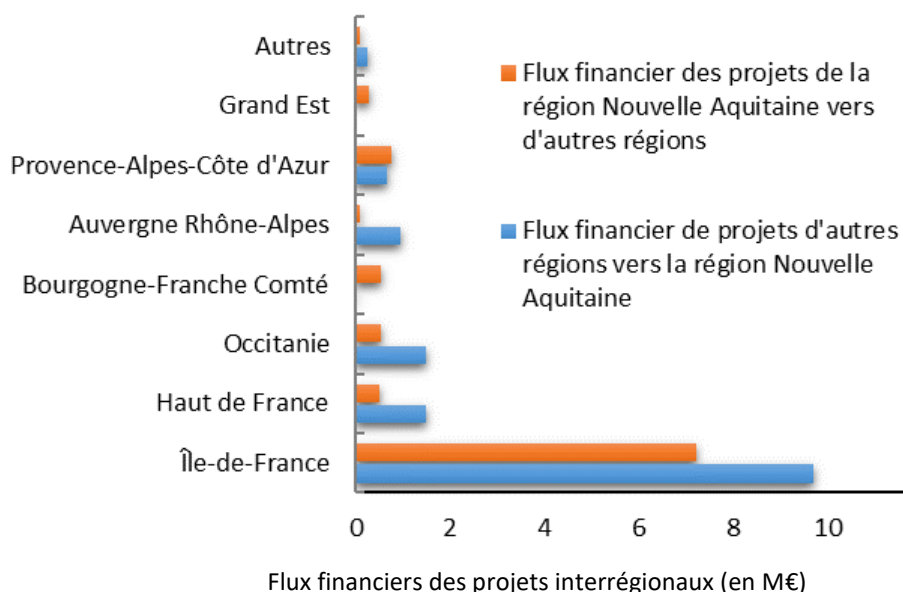 Autres
Grand Est
Provence-Alpes-Côte d'Azur
Auvergne Rhône-Alpes
Bourgogne-Franche Comté
Occitanie
Haut de France
Île-de-France
0 2 4 6 8 10
Flux financier des projets de la
région Nouvelle Aquitaine vers
d'autres régions
Flux financier de projets d'autres
régions vers la région Nouvelle
Aquitaine
Flux financiers des projets interrégionaux (en M€)